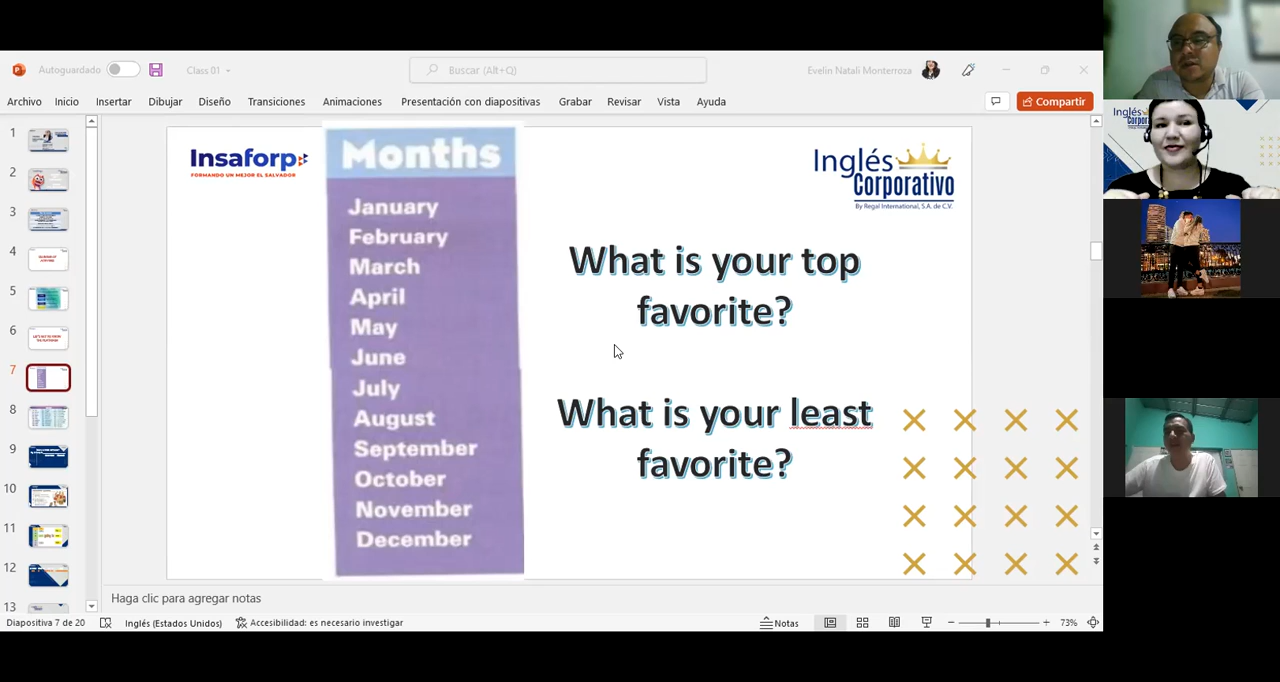 Autoguardado
Class 01
Buscar (Alt+Q)
Evelin Natali Monterroza
Archivo Inicio Insertar Dibujar Diseño Transiciones Animaciones Presentación con diapositivas Grabar Revisar Vista Ayuda
Compartir
1
2
3
4
5
6
7
8
9
10
11
12
13
Insaforp
FORMANDO UN MEJOR EL SALVADOR
Months
January
February
March
April
May
June
July
August
September
October
November
December
Inglés
Corporativo
By Regal International, S.A. de C.V.
What is your top
favorite?
What is your least
favorite?
Haga clic para agregar notas
Diapositiva 7 de 20
Inglés (Estados Unidos)
Accesibilidad: es necesario investigar
Notas
73%
Inglés